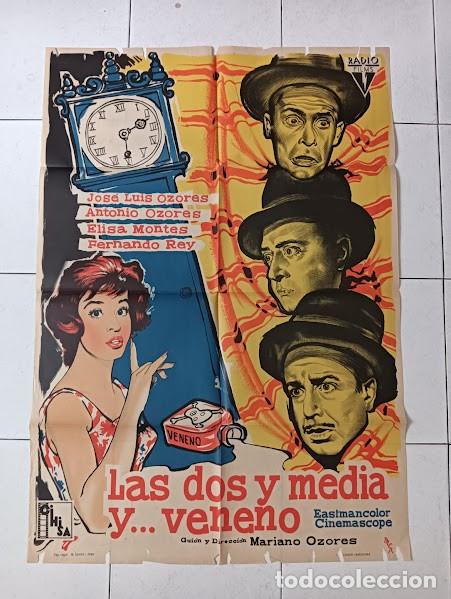 RADIO
FILMS
XII
José Luis Ozores
Antonio Ozores
Elisa Montes
Fernando Rey
VENENO
Las dos y media
y... veneno
Eastmancolor
Cinemascope
Guión y Dirección Mariano Ozores
todocoleccion